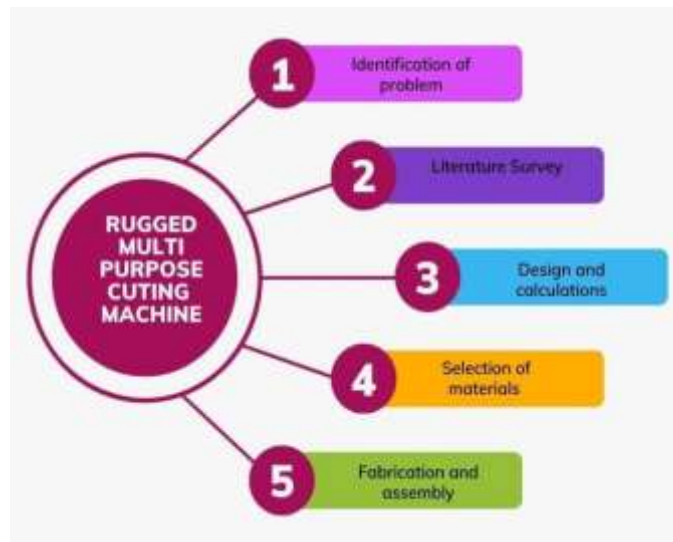 RUGGED
MULTI
PURPOSE
CUTING
MACHINE
1
Identification of
problem
2
Literature Survey
3
Design and
calculations
4
Selection of
materials
5
Fabrication and
assembly